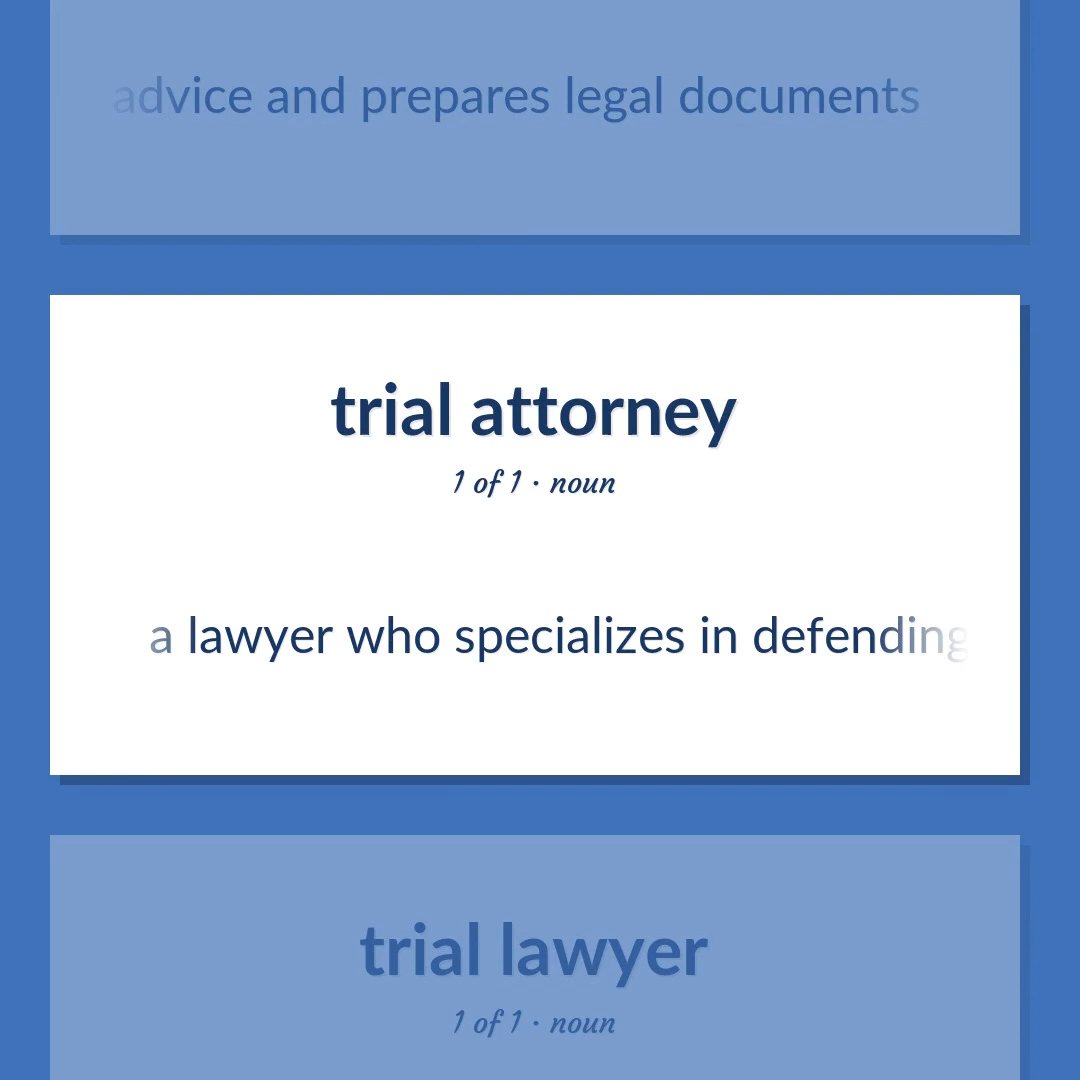 advice and prepares legal documents
trial attorney
1 of 1 · noun
a lawyer who specializes in defending
trial lawyer
1 of 1 · noun